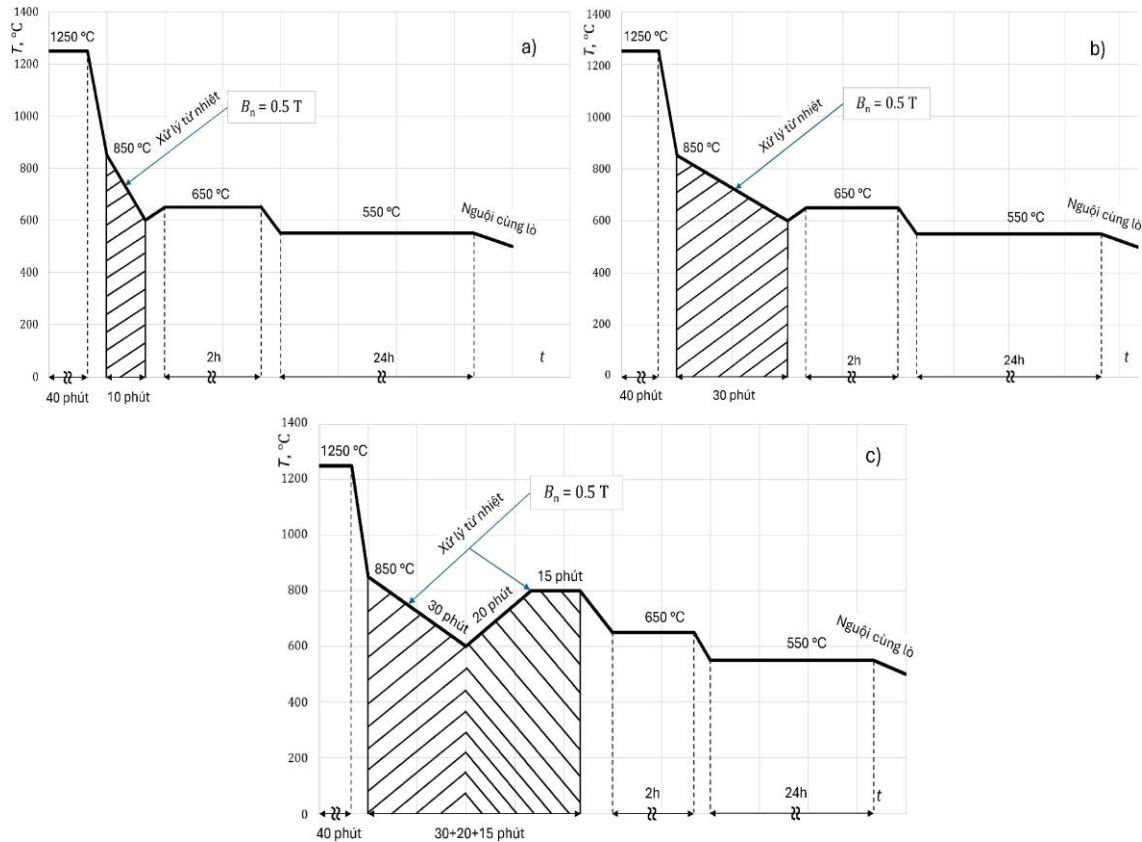 T, °C
1400
1200
1000
800
600
400
200
0
a)
1250 °C
850 °C
Xử lý từ nhiệt
Bn = 0.5 T
650 °C
550 °C
Nguội cùng lò
2h
24h
t
40 phút
10 phút
T, °C
1400
1200
1000
800
600
400
200
0
b)
1250 °C
850 °C
Xử lý từ nhiệt
Bn = 0.5 T
650 °C
550 °C
Nguội cùng lò
2h
24h
t
40 phút
30 phút
T, °C
1400
1200
1000
800
600
400
200
0
c)
1250 °C
850 °C
Xử lý từ nhiệt
Bn = 0.5 T
30 phút
20 phút
15 phút
650 °C
550 °C
Nguội cùng lò
2h
24h
t
40 phút
30+20+15 phút